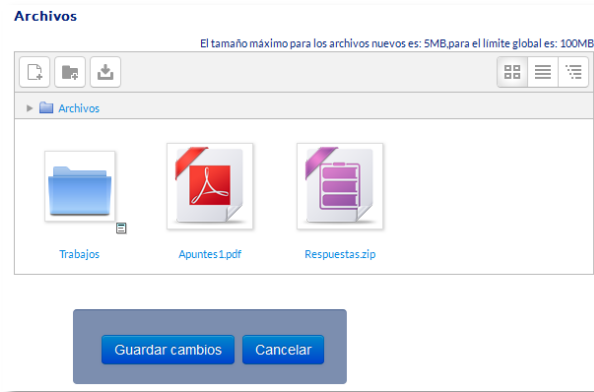 Archivos
El tamaño máximo para los archivos nuevos es: 5MB,para el límite global es: 100MB
Archivos
Trabajos Apuntes1.pdf Respuestas.zip
Guardar cambios Cancelar